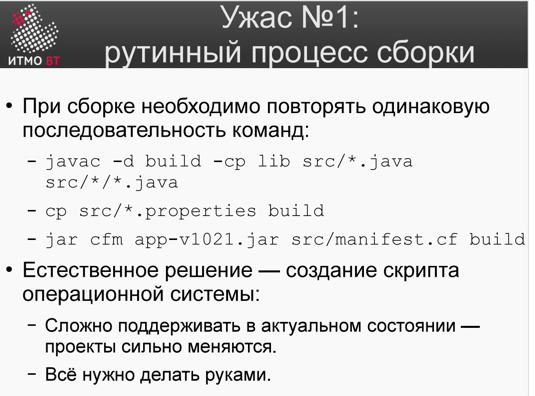 Ужас №1:
рутинный процесс сборки
ИТМО ВТ
• При сборке необходимо повторять одинаковую
последовательность команд:
– javac -d build -cp lib src/*.java
src/*/*.java
– cp src/*.properties build
– jar cfm app-v1021.jar src/manifest.cf build
• Естественное решение — создание скрипта
операционной системы:
– Сложно поддерживать в актуальном состоянии —
проекты сильно меняются.
– Всё нужно делать руками.